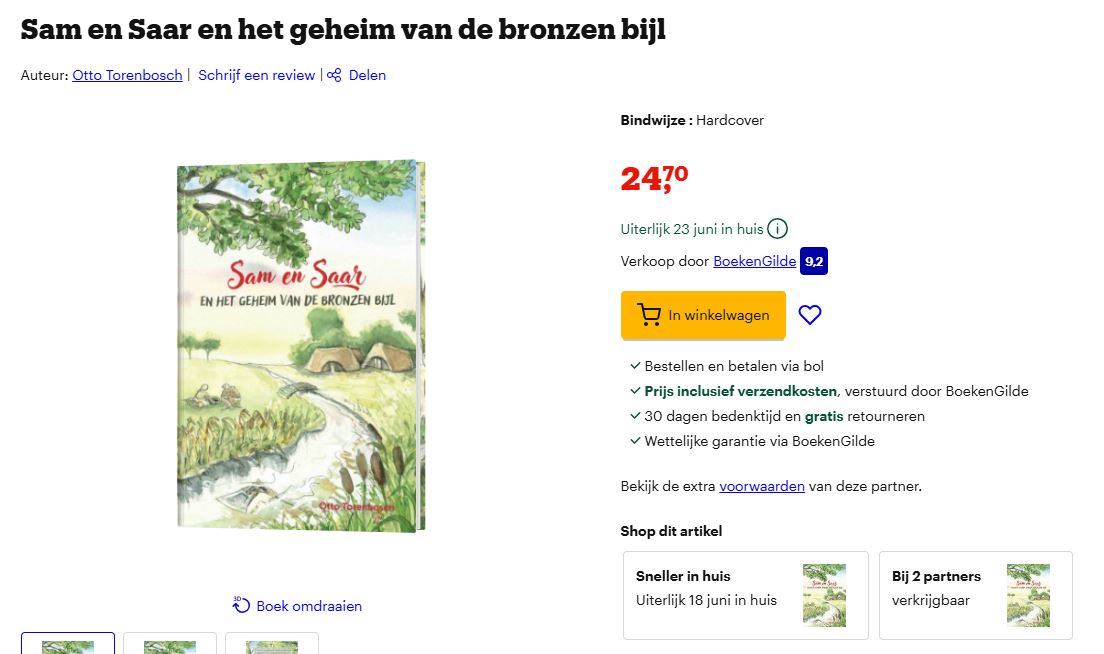 Sam en Saar en het geheim van de bronzen bijl
Auteur: Otto Torenbosch | Schrijf een review | Delen
Bindwijze : Hardcover
24,70
Uiterlijk 23 juni in huis
Verkoop door BoekenGilde 9,2
In winkelwagen
Bestellen en betalen via bol
Prijs inclusief verzendkosten, verstuurd door BoekenGilde
30 dagen bedenktijd en gratis retourneren
Wettelijke garantie via BoekenGilde
Bekijk de extra voorwaarden van deze partner.
Shop dit artikel
Sneller in huis
Uiterlijk 18 juni in huis
Bij 2 partners
verkrijgbaar
Sam en Saar
EN HET GEHEIM VAN DE BRONZEN BIJL
Otto Torenbosch
3D
Boek omdraaien